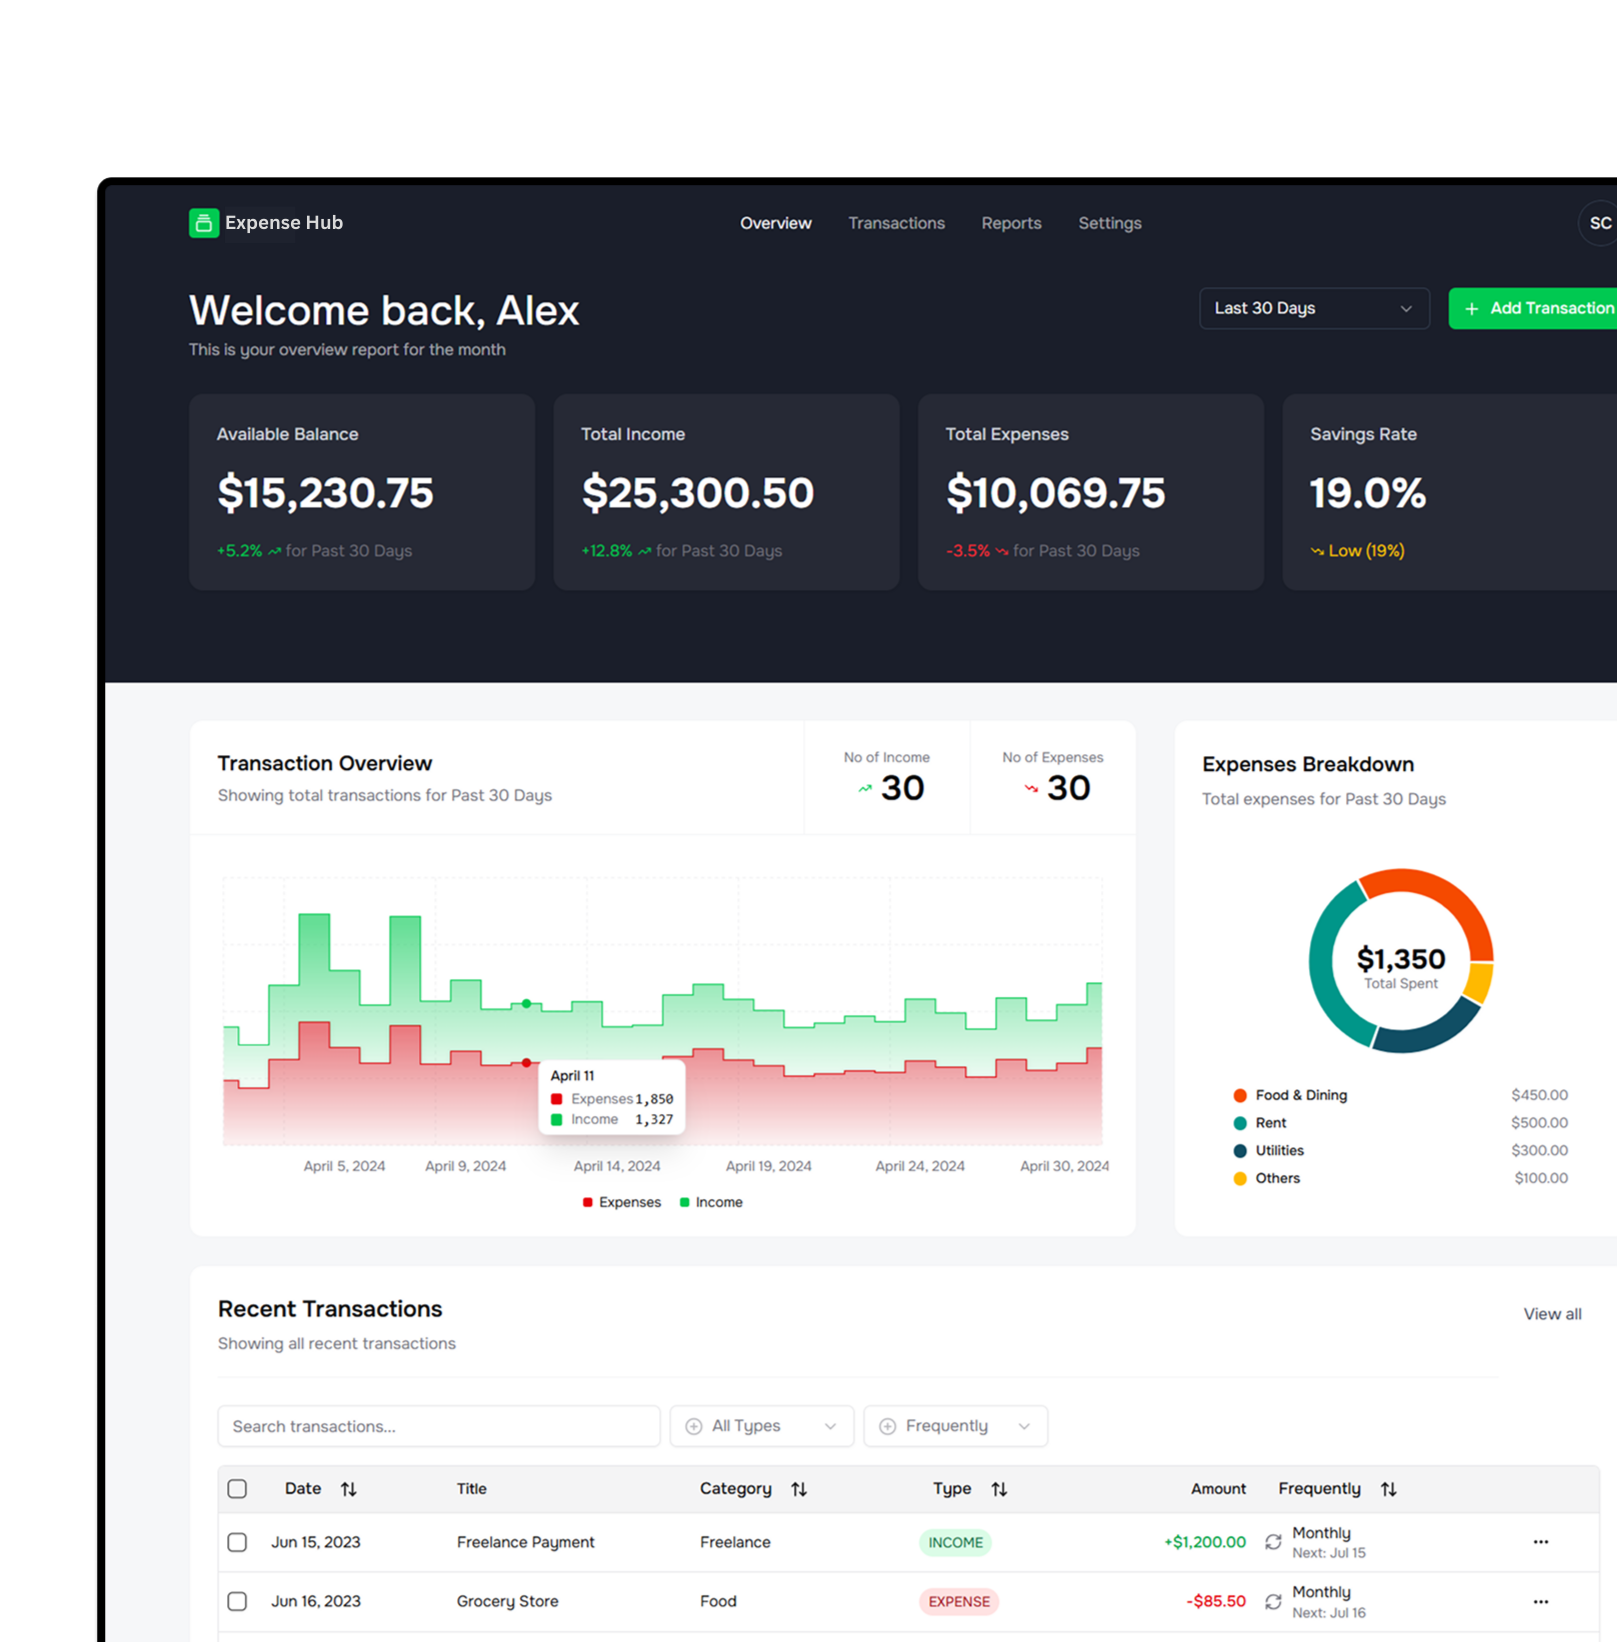 Expense Hub
Overview Transactions Reports Settings
SC
Welcome back, Alex
This is your overview report for the month
Last 30 Days
+ Add Transaction
Available Balance
$15,230.75
+5.2% for Past 30 Days
Total Income
$25,300.50
+12.8% for Past 30 Days
Total Expenses
$10,069.75
-3.5% for Past 30 Days
Savings Rate
19.0%
Low (19%)
Transaction Overview
Showing total transactions for Past 30 Days
No of Income
30
No of Expenses
30
April 11
Expenses 1,850
Income 1,327
April 5, 2024 April 9, 2024 April 14, 2024 April 19, 2024 April 24, 2024 April 30, 2024
Expenses Income
Expenses Breakdown
Total expenses for Past 30 Days
$1,350
Total Spent
Food & Dining $450.00
Rent $500.00
Utilities $300.00
Others $100.00
Recent Transactions
Showing all recent transactions
View all
Search transactions...
All Types
Frequently
Date Title Category Type Amount Frequently
Jun 15, 2023 Freelance Payment Freelance INCOME +$1,200.00 Monthly
Next: Jul 15
Jun 16, 2023 Grocery Store Food EXPENSE -$85.50 Monthly
Next: Jul 16